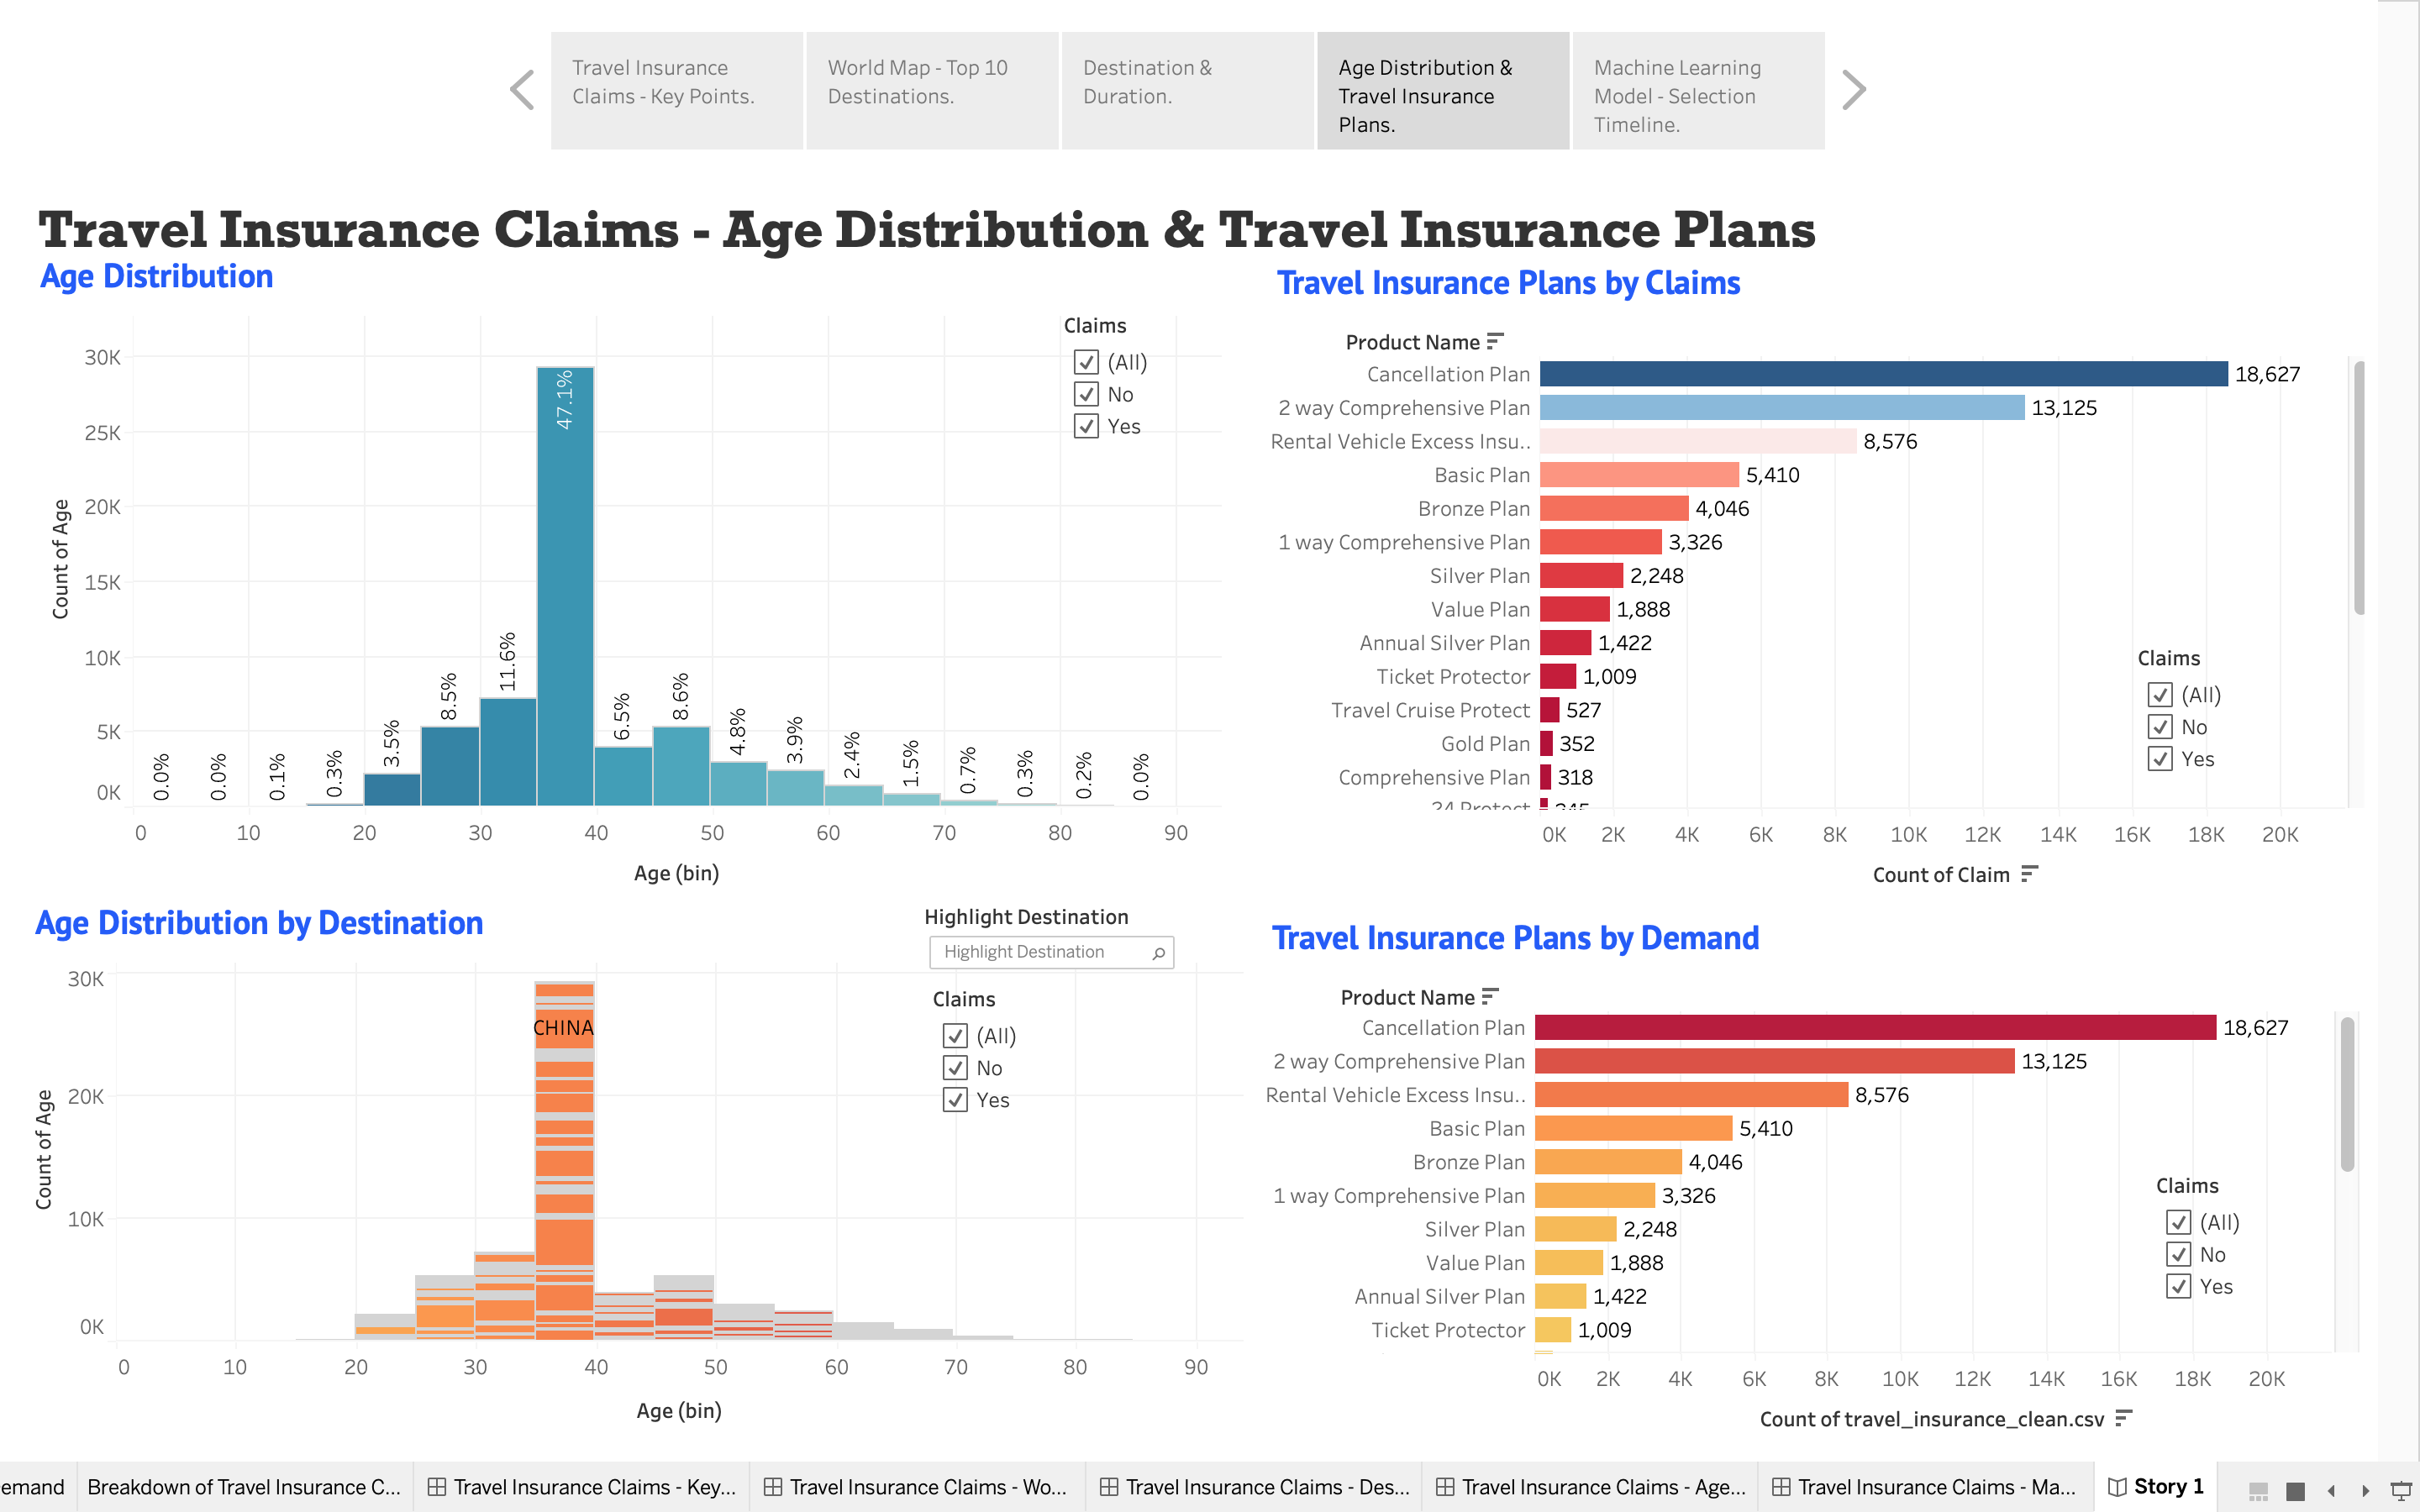 Travel Insurance
Claims - Key Points.
World Map - Top 10
Destinations.
Destination &
Duration.
Age Distribution &
Travel Insurance
Plans.
Machine Learning
Model - Selection
Timeline.
Travel Insurance Claims - Age Distribution & Travel Insurance Plans
Age Distribution
Claims
(All)
No
Yes
30K
25K
20K
15K
10K
5K
0K
Count of Age
0.0%
0.0%
0.1%
0.3%
3.5%
8.5%
11.6%
47.1%
6.5%
8.6%
4.8%
3.9%
2.4%
1.5%
0.7%
0.3%
0.2%
0.0%
0 10 20 30 40 50 60 70 80 90
Age (bin)
Travel Insurance Plans by Claims
Product Name
Cancellation Plan 18,627
2 way Comprehensive Plan 13,125
Rental Vehicle Excess Insu.. 8,576
Basic Plan 5,410
Bronze Plan 4,046
1 way Comprehensive Plan 3,326
Silver Plan 2,248
Value Plan 1,888
Annual Silver Plan 1,422
Ticket Protector 1,009
Travel Cruise Protect 527
Gold Plan 352
Comprehensive Plan 318
24 Protect
Claims
(All)
No
Yes
0K 2K 4K 6K 8K 10K 12K 14K 16K 18K 20K
Count of Claim
Age Distribution by Destination
Highlight Destination
Highlight Destination
Claims
(All)
No
Yes
30K
20K
10K
0K
Count of Age
CHINA
0 10 20 30 40 50 60 70 80 90
Age (bin)
Travel Insurance Plans by Demand
Product Name
Cancellation Plan 18,627
2 way Comprehensive Plan 13,125
Rental Vehicle Excess Insu.. 8,576
Basic Plan 5,410
Bronze Plan 4,046
1 way Comprehensive Plan 3,326
Silver Plan 2,248
Value Plan 1,888
Annual Silver Plan 1,422
Ticket Protector 1,009
Claims
(All)
No
Yes
0K 2K 4K 6K 8K 10K 12K 14K 16K 18K 20K
Count of travel_insurance_clean.csv
emand
Breakdown of Travel Insurance C...
Travel Insurance Claims - Key...
Travel Insurance Claims - Wo...
Travel Insurance Claims - Des...
Travel Insurance Claims - Age...
Travel Insurance Claims - Ma...
Story 1